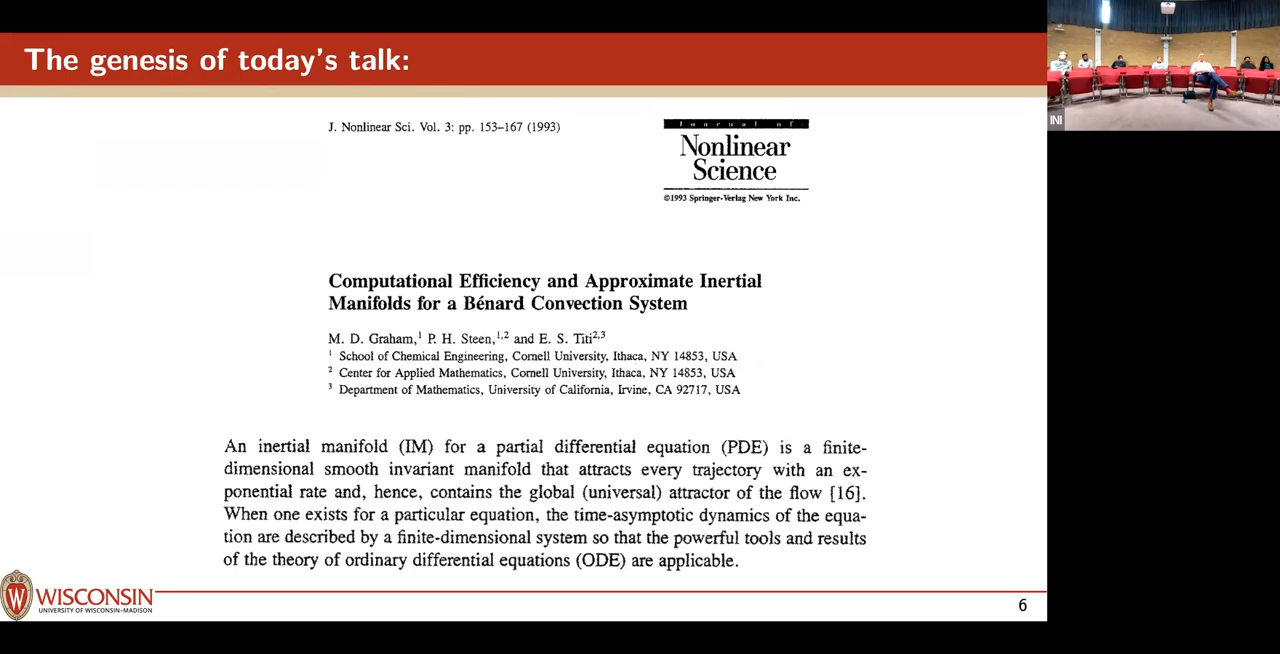 The genesis of today's talk:
J. Nonlinear Sci. Vol. 3: pp. 153–167 (1993)
Journal of
Nonlinear
Science
©1993 Springer-Verlag New York Inc.
Computational Efficiency and Approximate Inertial
Manifolds for a Bénard Convection System
M. D. Graham,¹ P. H. Steen,¹,² and E. S. Titi²,³
¹ School of Chemical Engineering, Cornell University, Ithaca, NY 14853, USA
² Center for Applied Mathematics, Cornell University, Ithaca, NY 14853, USA
³ Department of Mathematics, University of California, Irvine, CA 92717, USA
An inertial manifold (IM) for a partial differential equation (PDE) is a finite-
dimensional smooth invariant manifold that attracts every trajectory with an ex-
ponential rate and, hence, contains the global (universal) attractor of the flow [16].
When one exists for a particular equation, the time-asymptotic dynamics of the equa-
tion are described by a finite-dimensional system so that the powerful tools and results
of the theory of ordinary differential equations (ODE) are applicable.
W WISCONSIN
UNIVERSITY OF WISCONSIN–MADISON
6
INI